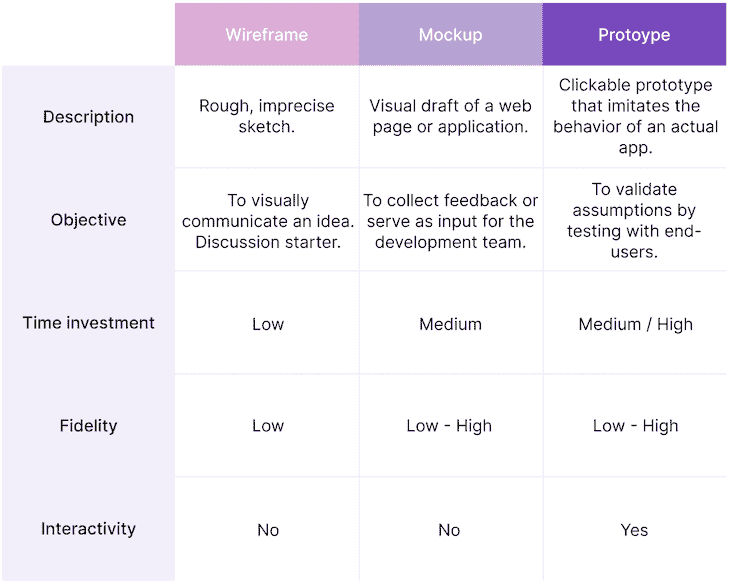 Wireframe
Mockup
Protoype
Description
Rough, imprecise
sketch.
Visual draft of a web
page or application.
Clickable prototype
that imitates the
behavior of an actual
app.
Objective
To visually
communicate an idea.
Discussion starter.
To collect feedback or
serve as input for the
development team.
To validate
assumptions by
testing with end-
users.
Time investment
Low
Medium
Medium / High
Fidelity
Low
Low - High
Low - High
Interactivity
No
No
Yes